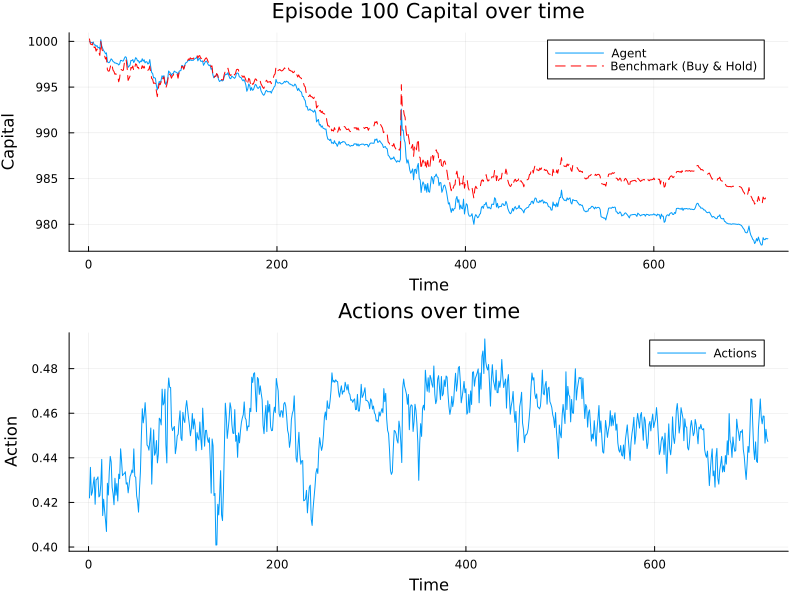 Episode 100 Capital over time
1000
995
990
985
980
Capital
Agent
Benchmark (Buy & Hold)
0
200
400
600
Time
Actions over time
0.48
0.46
0.44
0.42
0.40
Action
Actions
0
200
400
600
Time